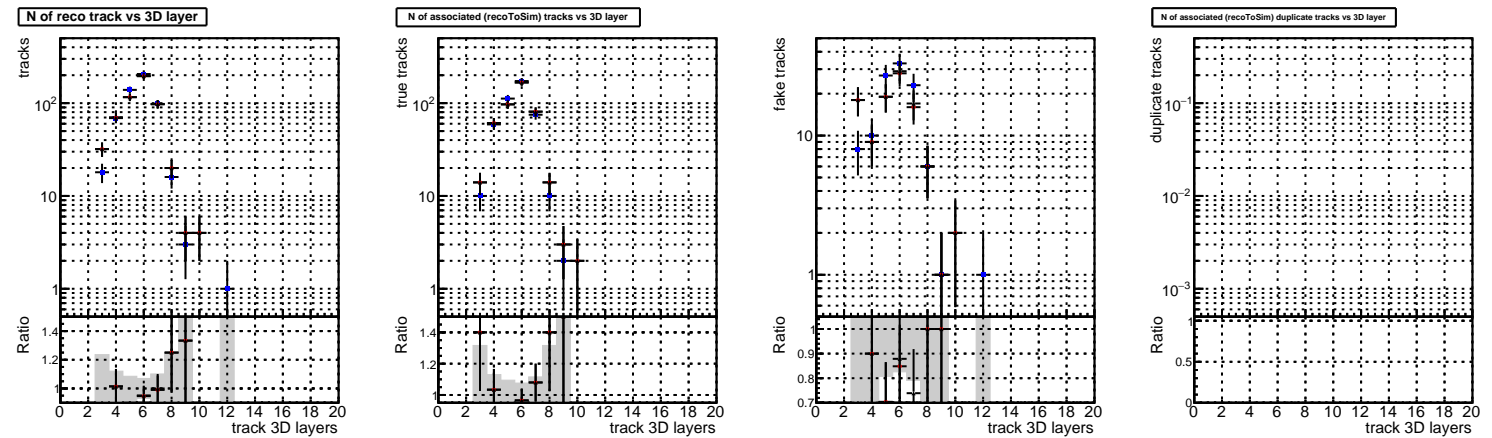 N of reco track vs 3D layer
tracks
10²
10
1
Ratio
1.4
1.2
1
0 2 4 6 8 10 12 14 16 18 20
track 3D layers
N of associated (recoToSim) tracks vs 3D layer
true tracks
10²
10
1
Ratio
1.4
1.2
1
0 2 4 6 8 10 12 14 16 18 20
track 3D layers
fake tracks
10
1
Ratio
1
0.9
0.8
0.7
0 2 4 6 8 10 12 14 16 18 20
track 3D layers
N of associated (recoToSim) duplicate tracks vs 3D layer
duplicate tracks
10⁻¹
10⁻²
10⁻³
Ratio
1
0.5
0
0 2 4 6 8 10 12 14 16 18 20
track 3D layers